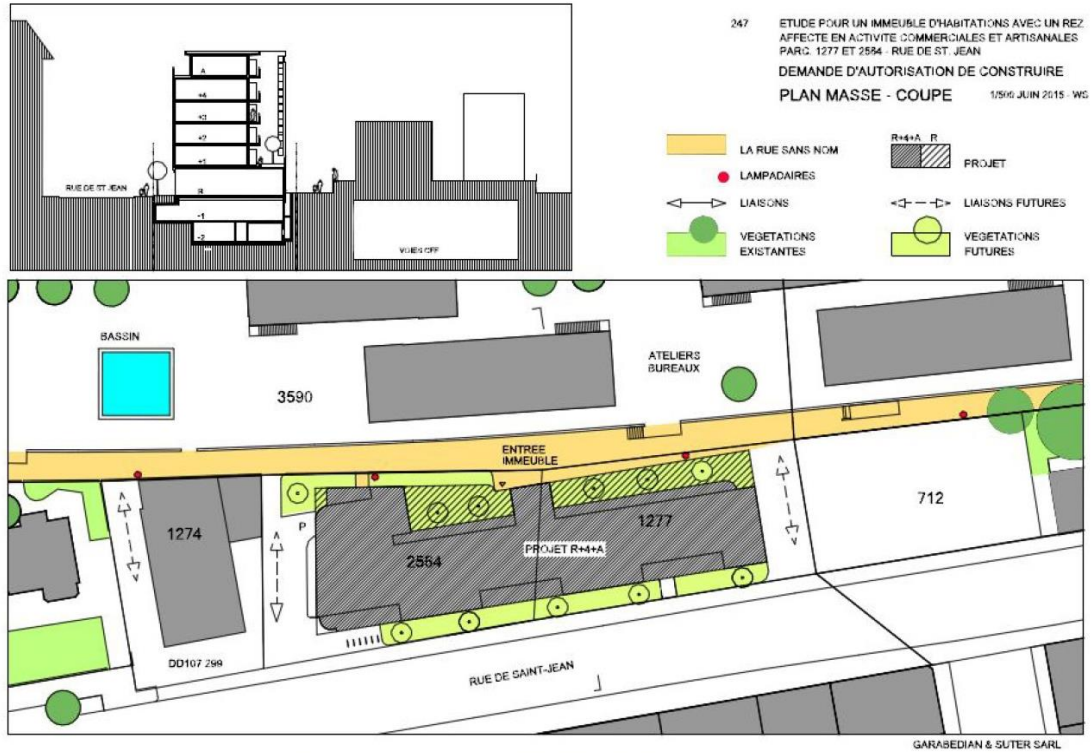 247 ETUDE POUR UN IMMEUBLE D'HABITATIONS AVEC UN REZ
AFFECTE EN ACTIVITE COMMERCIALES ET ARTISANALES
PARC. 1277 ET 2564 - RUE DE ST. JEAN
DEMANDE D'AUTORISATION DE CONSTRUIRE
PLAN MASSE - COUPE 1/500 JUIN 2015 - WS
LA RUE SANS NOM
R+4+A R
PROJET
LAMPADAIRES
LIAISONS
LIAISONS FUTURES
VEGETATIONS
EXISTANTES
VEGETATIONS
FUTURES
A
+4
+3
+2
+1
R
-1
-2
RUE DE ST JEAN
VOIES CFF
BASSIN
3590
ATELIERS
BUREAUX
ENTREE
IMMEUBLE
1274
P
2564
1277
PROJET R+4+A
712
DD107 299
RUE DE SAINT-JEAN
GARABEDIAN & SUTER SARL